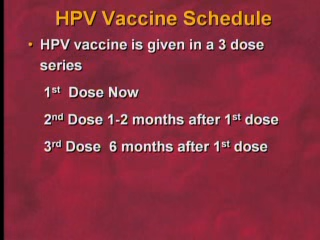 HPV Vaccine Schedule
• HPV vaccine is given in a 3 dose
series
1st Dose Now
2nd Dose 1-2 months after 1st dose
3rd Dose 6 months after 1st dose